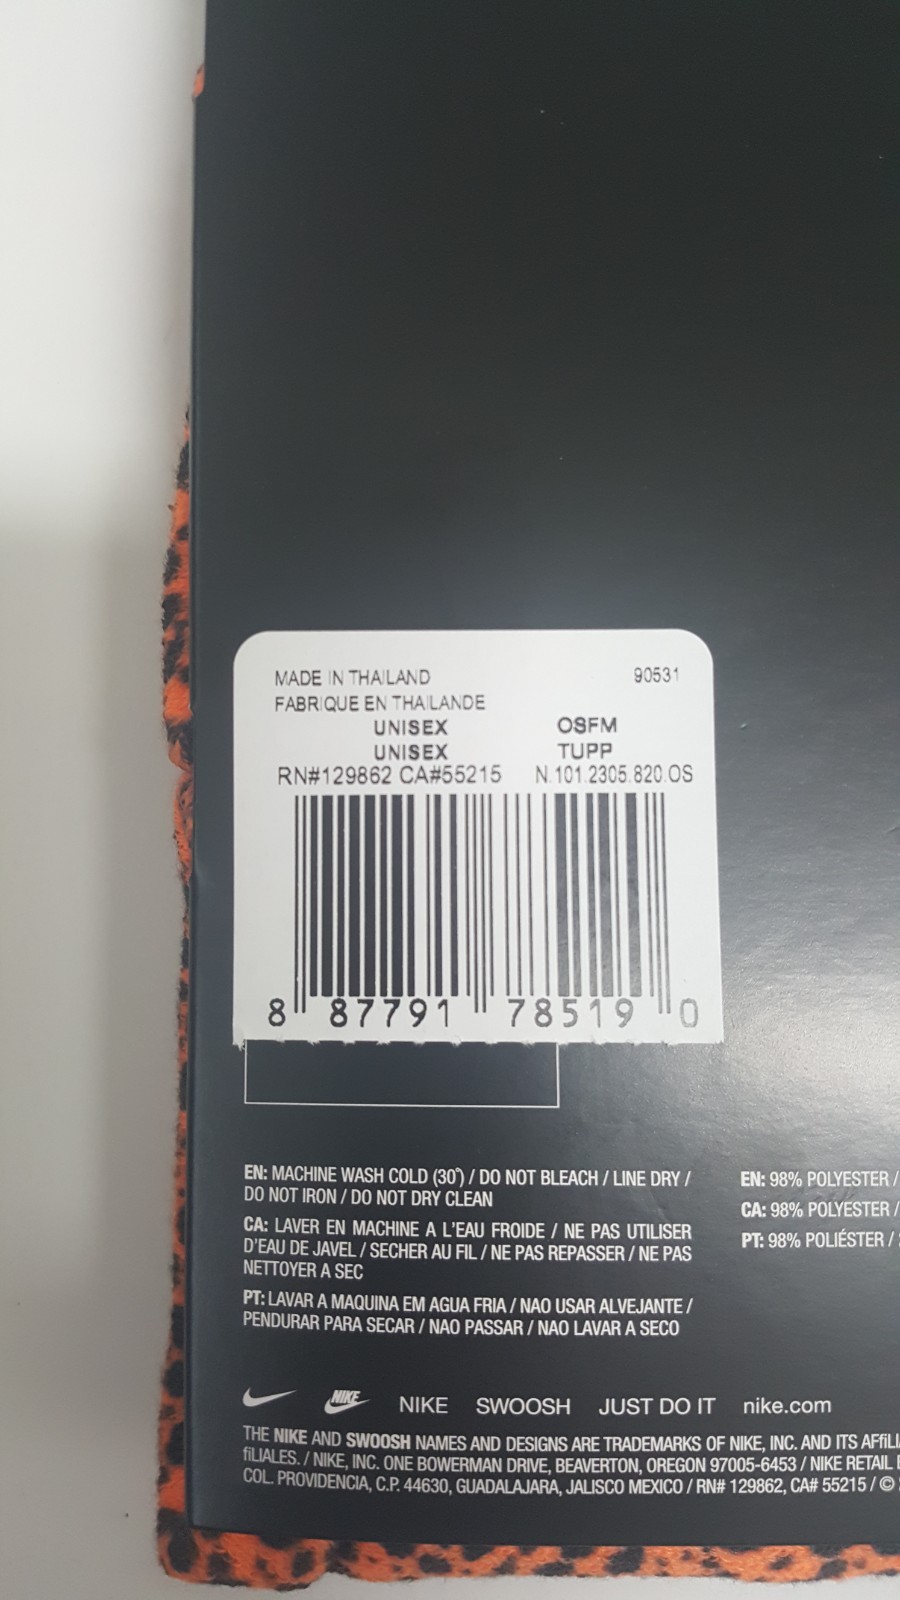 MADE IN THAILAND 90531
FABRIQUE EN THAILANDE
UNISEX OSFM
UNISEX TUPP
RN#129862 CA#55215 N.101.2305.820.OS
8 87791 78519 0
EN: MACHINE WASH COLD (30°) / DO NOT BLEACH / LINE DRY /
DO NOT IRON / DO NOT DRY CLEAN
CA: LAVER EN MACHINE A L'EAU FROIDE / NE PAS UTILISER
D'EAU DE JAVEL / SECHER AU FIL / NE PAS REPASSER / NE PAS
NETTOYER A SEC
PT: LAVAR A MAQUINA EM AGUA FRIA / NAO USAR ALVEJANTE /
PENDURAR PARA SECAR / NAO PASSAR / NAO LAVAR A SECO
EN: 98% POLYESTER /
CA: 98% POLYESTER /
PT: 98% POLIÉSTER /
NIKE NIKE SWOOSH JUST DO IT nike.com
THE NIKE AND SWOOSH NAMES AND DESIGNS ARE TRADEMARKS OF NIKE, INC. AND ITS
fiLIALES. / NIKE, INC. ONE BOWERMAN DRIVE, BEAVERTON, OREGON 97005-6453 / NIKE RETAIL
COL. PROVIDENCIA, C.P. 44630, GUADALAJARA, JALISCO MEXICO / RN# 129862, CA# 55215 / ©